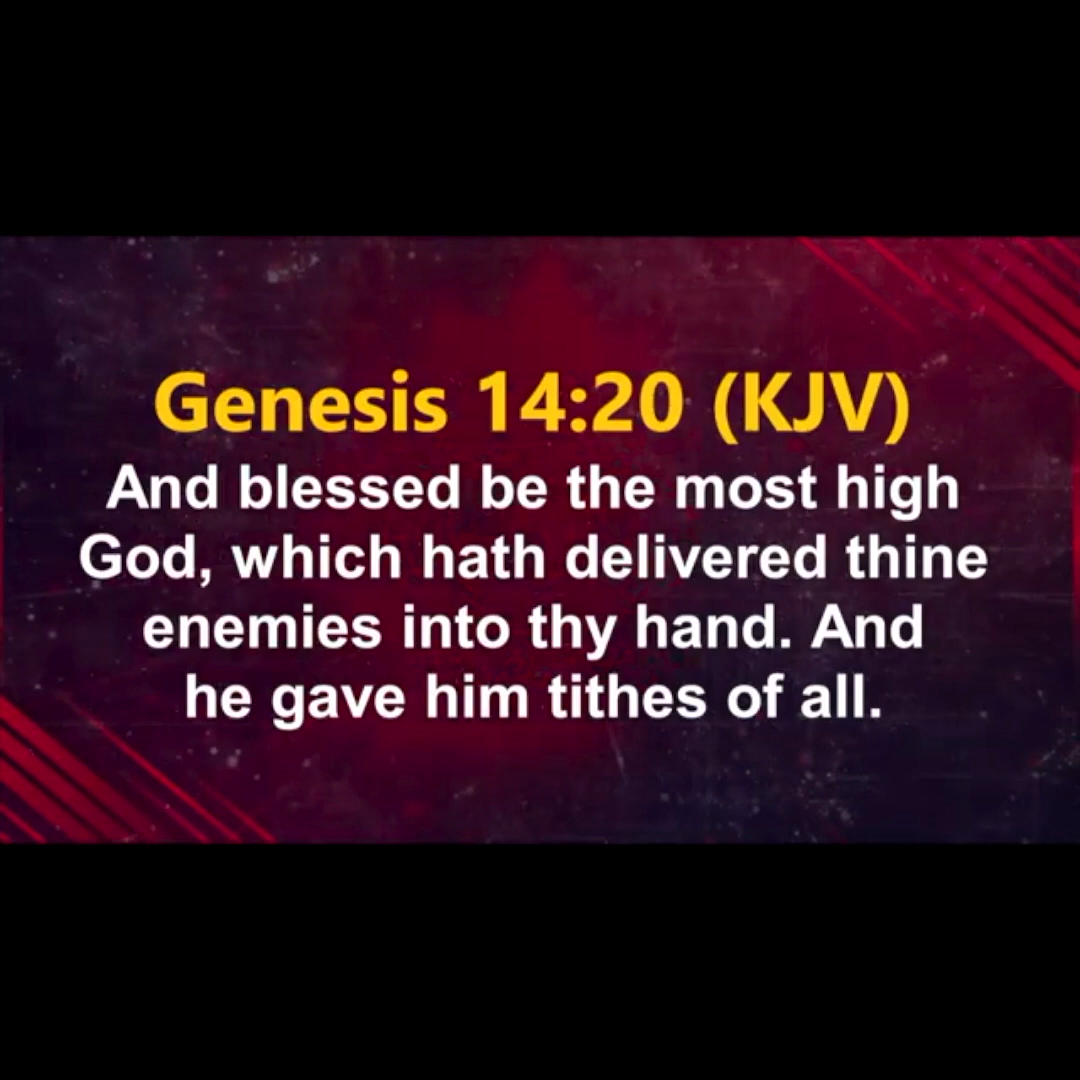 Genesis 14:20 (KJV)
And blessed be the most high
God, which hath delivered thine
enemies into thy hand. And
he gave him tithes of all.